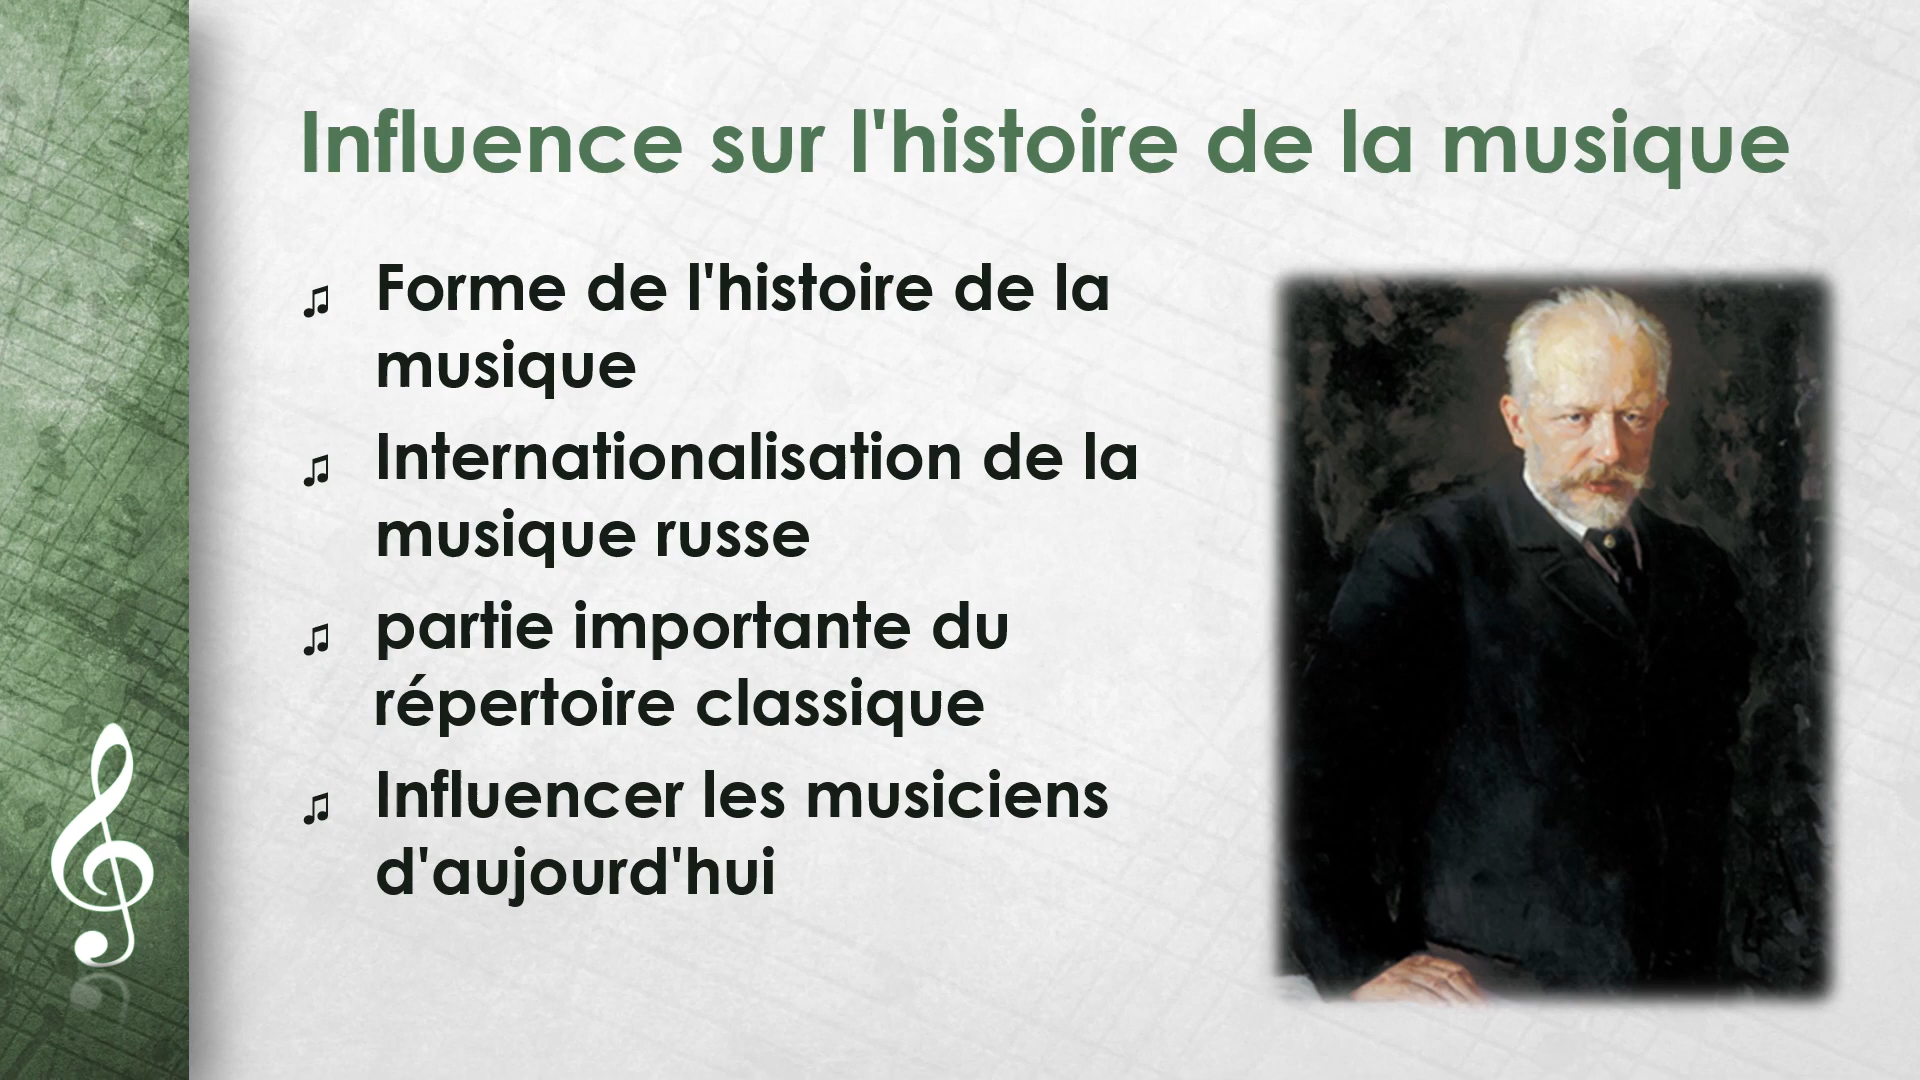 Influence sur l'histoire de la musique
♫ Forme de l'histoire de la
musique
♫ Internationalisation de la
musique russe
♫ partie importante du
répertoire classique
♫ Influencer les musiciens
d'aujourd'hui